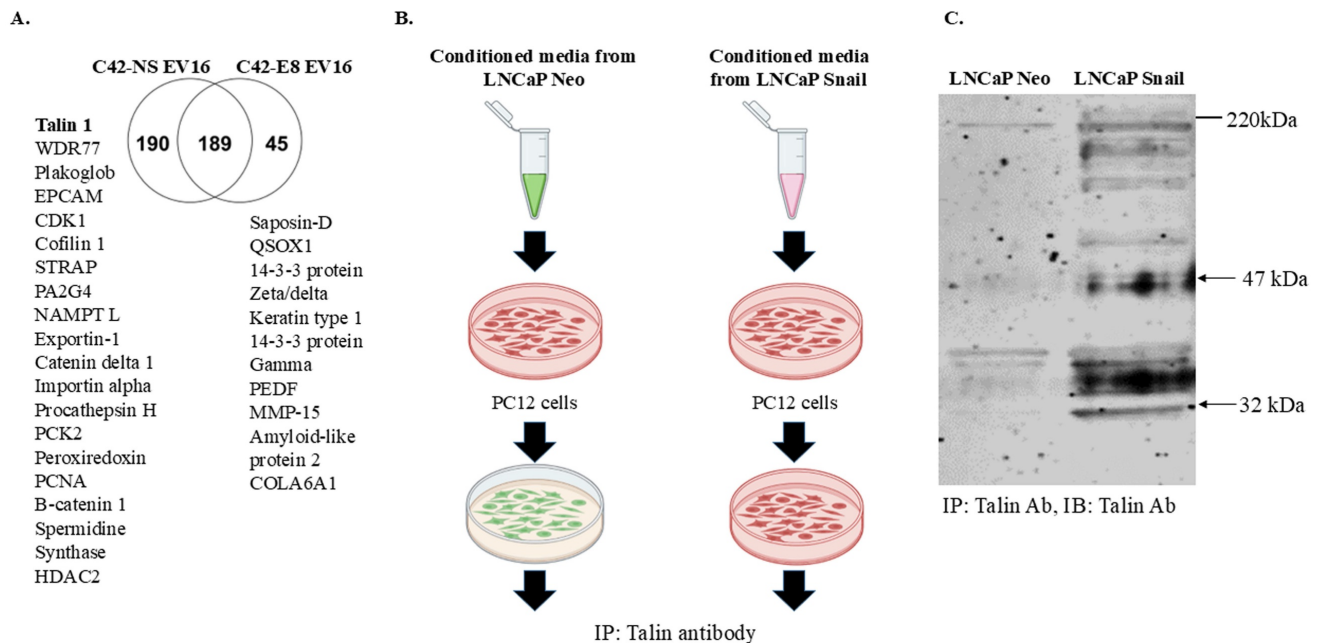 A.
C42-NS EV16 C42-E8 EV16
190 189 45
Talin 1
WDR77
Plakoglob
EPCAM
CDK1
Cofilin 1
STRAP
PA2G4
NAMPT L
Exportin-1
Catenin delta 1
Importin alpha
Procathepsin H
PCK2
Peroxiredoxin
PCNA
B-catenin 1
Spermidine
Synthase
HDAC2
Saposin-D
QSOX1
14-3-3 protein
Zeta/delta
Keratin type 1
14-3-3 protein
Gamma
PEDF
MMP-15
Amyloid-like
protein 2
COLA6A1
B.
Conditioned media from
LNCaP Neo
Conditioned media
from LNCaP Snail
PC12 cells
PC12 cells
IP: Talin antibody
C.
LNCaP Neo LNCaP Snail
220kDa
47 kDa
32 kDa
IP: Talin Ab, IB: Talin Ab